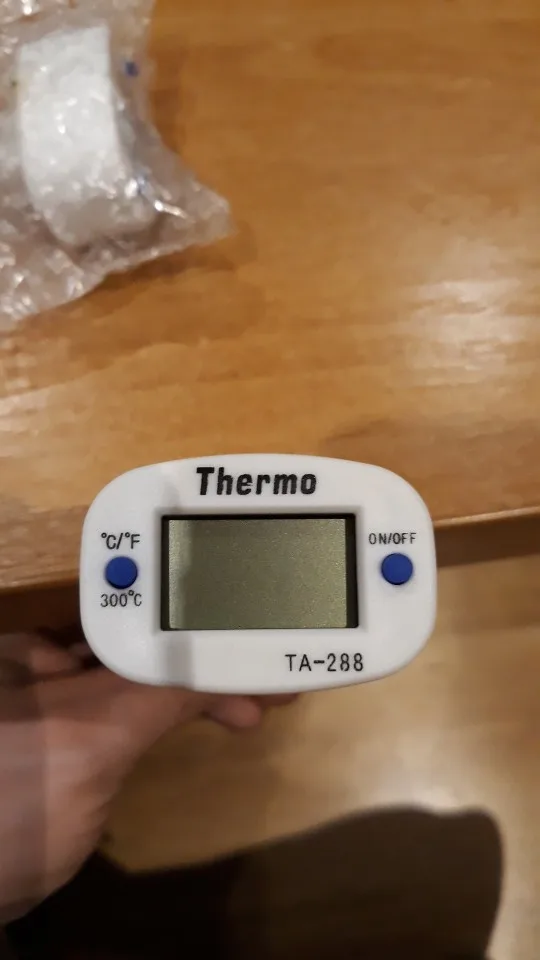 Thermo
°C/°F
ON/OFF
300°C
TA-288